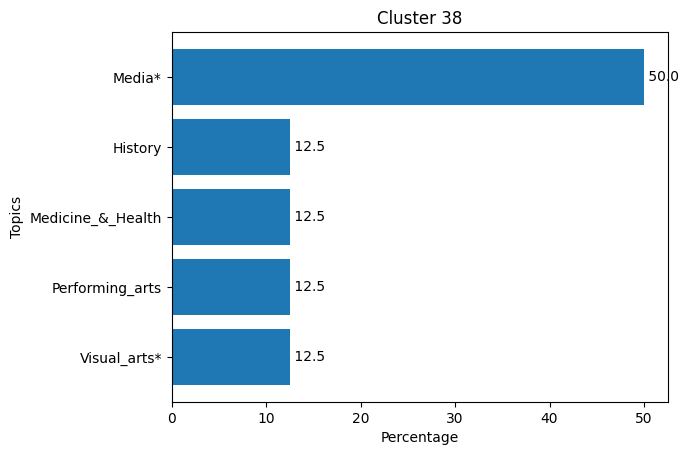 Cluster 38
Media*
50.0
History
12.5
Medicine_&_Health
12.5
Performing_arts
12.5
Visual_arts*
12.5
Topics
0 10 20 30 40 50
Percentage